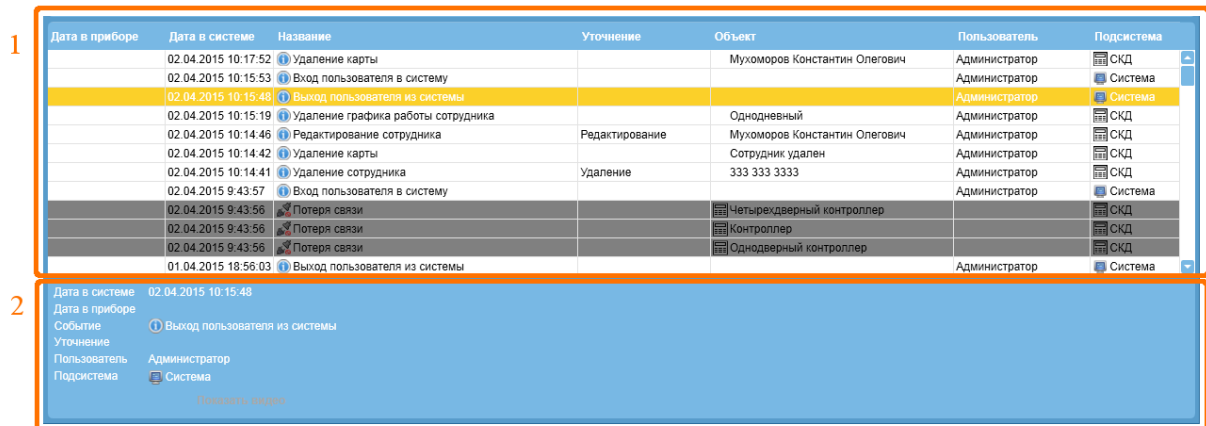 1
Дата в приборе Дата в системе Название Уточнение Объект Пользователь Подсистема
02.04.2015 10:17:52 Удаление карты Мухоморов Константин Олегович Администратор СКД
02.04.2015 10:15:53 Вход пользователя в систему Администратор Система
02.04.2015 10:15:48 Выход пользователя из системы Администратор Система
02.04.2015 10:15:19 Удаление графика работы сотрудника Однодневный Администратор СКД
02.04.2015 10:14:46 Редактирование сотрудника Редактирование Мухоморов Константин Олегович Администратор СКД
02.04.2015 10:14:42 Удаление карты Сотрудник удален Администратор СКД
02.04.2015 10:14:41 Удаление сотрудника Удаление 333 333 3333 Администратор СКД
02.04.2015 9:43:57 Вход пользователя в систему Администратор Система
02.04.2015 9:43:56 Потеря связи Четырехдверный контроллер СКД
02.04.2015 9:43:56 Потеря связи Контроллер СКД
02.04.2015 9:43:56 Потеря связи Однодверный контроллер СКД
01.04.2015 18:56:03 Выход пользователя из системы Администратор Система
2
Дата в системе 02.04.2015 10:15:48
Дата в приборе
Событие Выход пользователя из системы
Уточнение
Пользователь Администратор
Подсистема Система